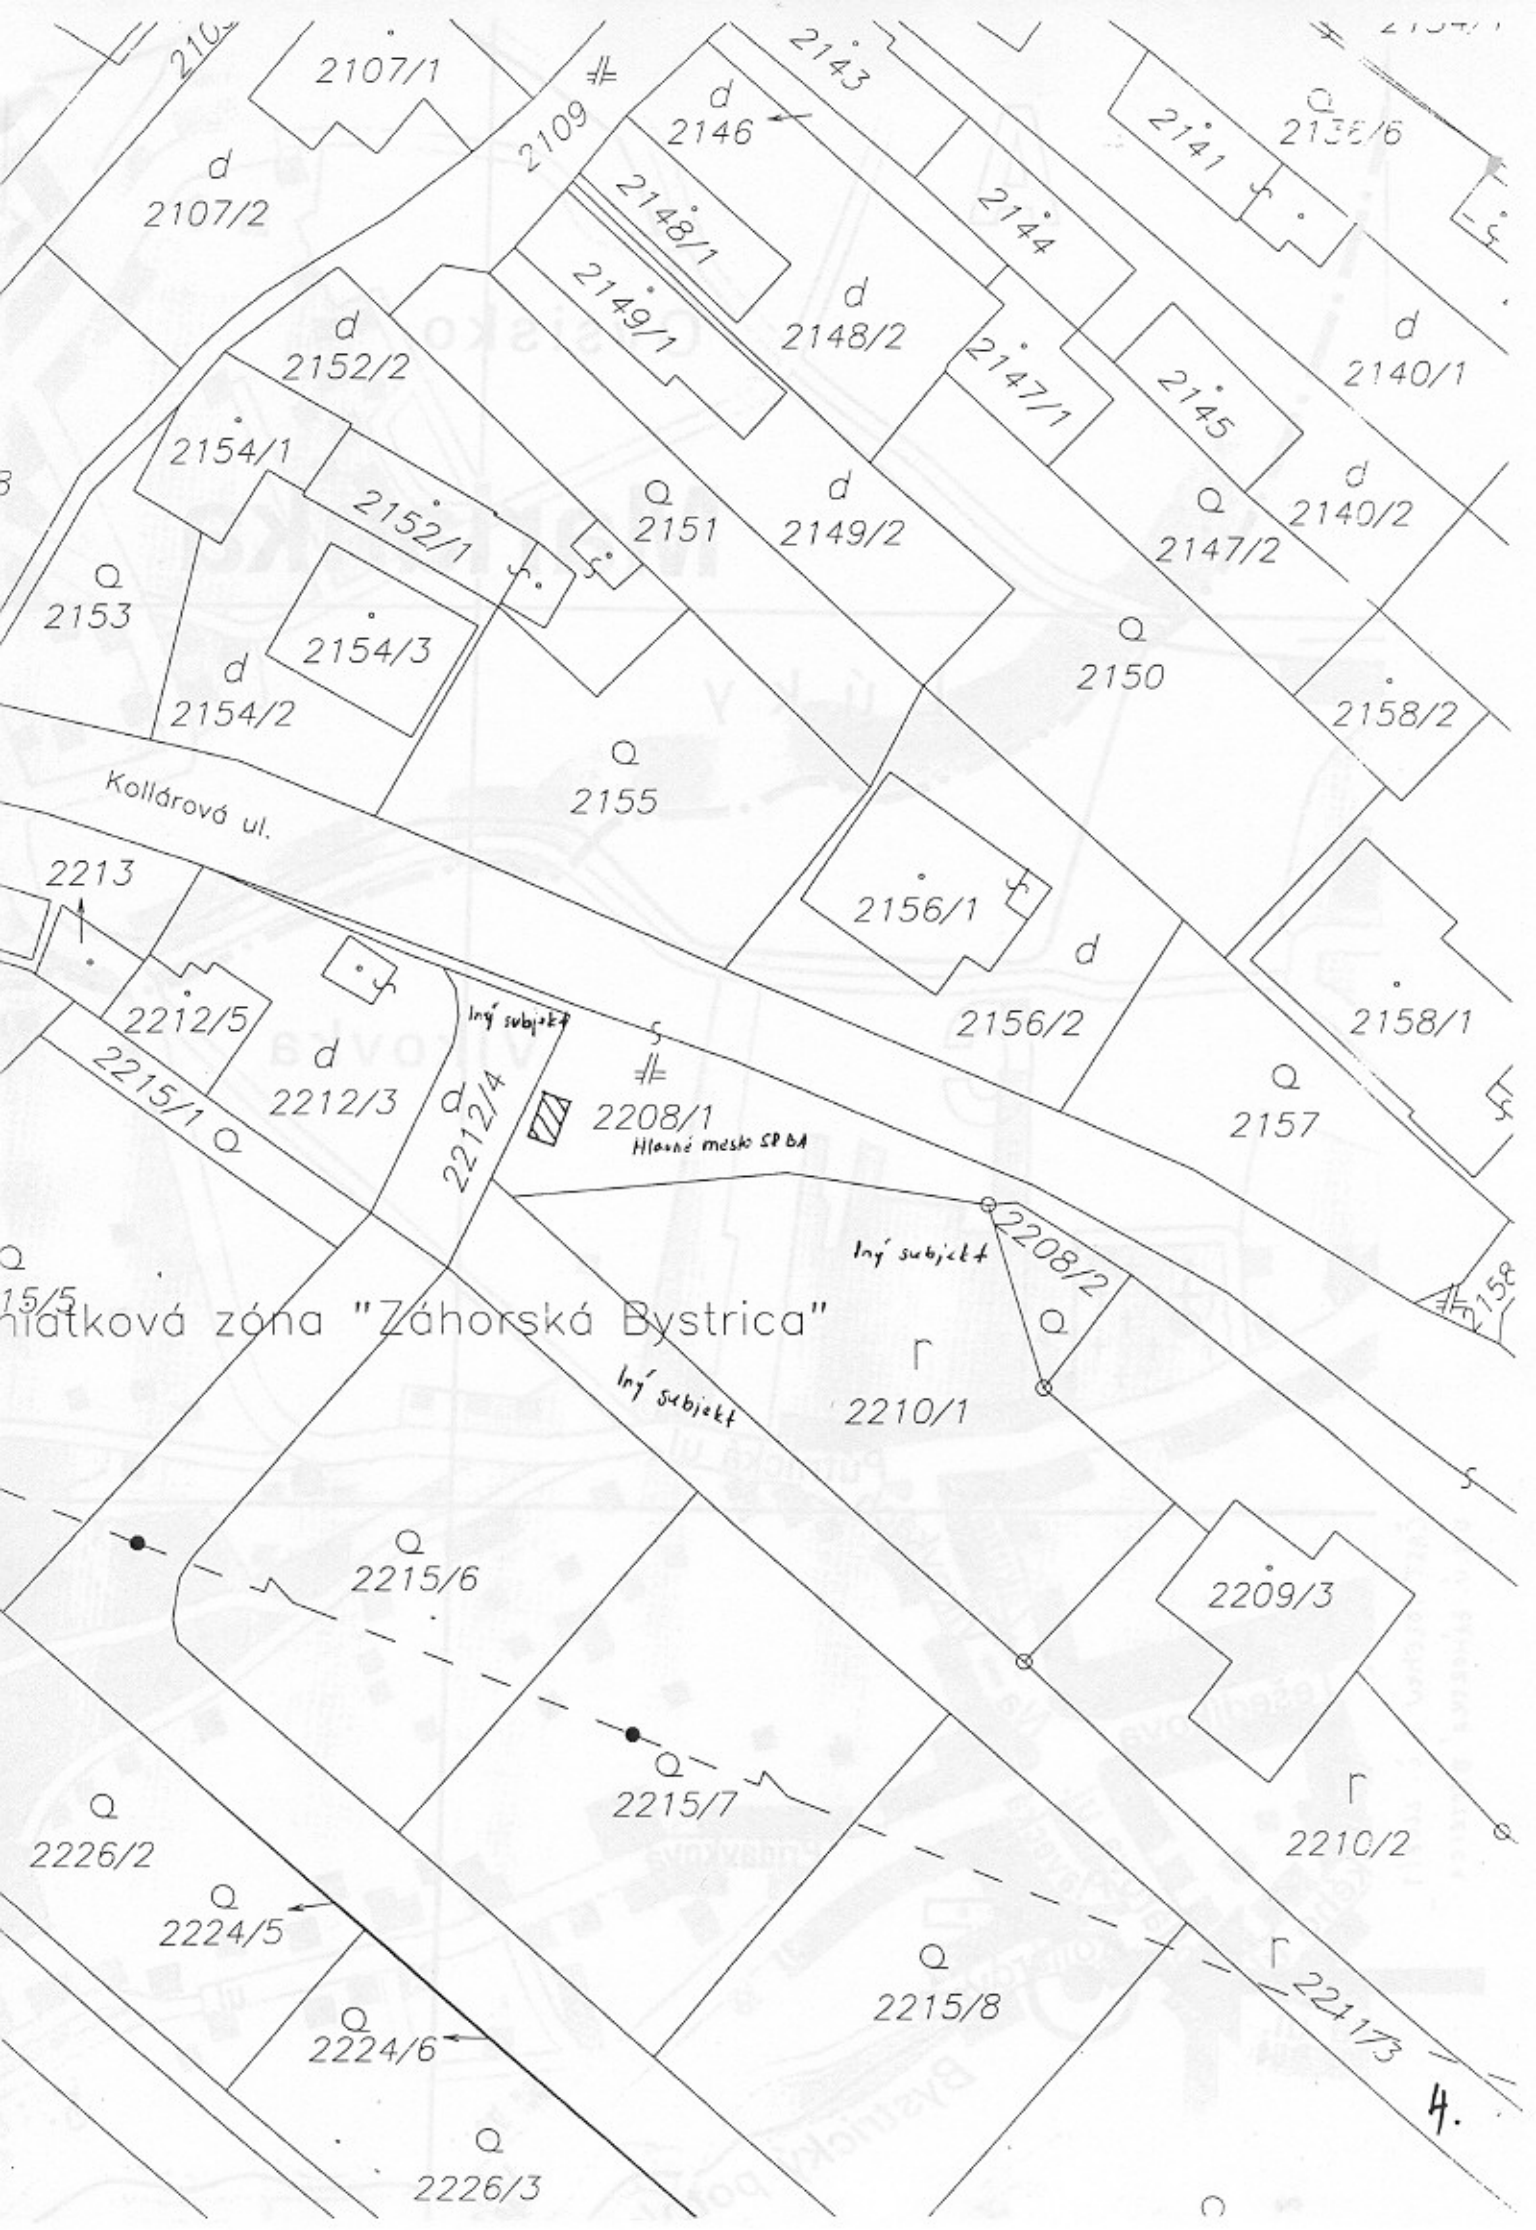 2107/1
2143
2109
d
2146
2141
2136/6
d
2107/2
2148/1
2144
2149/1
d
2148/2
d
2152/2
2147/1
d
2140/1
2145
2154/1
2152/1
Q
2151
d
2149/2
Q
2147/2
d
2140/2
Q
2153
2154/3
d
2154/2
Q
2150
2158/2
Q
2155
Kollárová ul.
2213
2156/1
d
2156/2
2158/1
2212/5
Iný subjekt
d
2212/3
2215/1 Q
d
2212/4
2208/1
Hlavné mesto SR BA
Q
2157
Iný subjekt
2208/2
Q
Q
15/5
2158
niatková zóna "Záhorská Bystrica"
r
2210/1
Iný subjekt
Q
2215/6
2209/3
Q
2215/7
r
2210/2
Q
2226/2
Q
2224/5
Q
2215/8
r
2211/3
Q
2224/6
4.
Q
2226/3